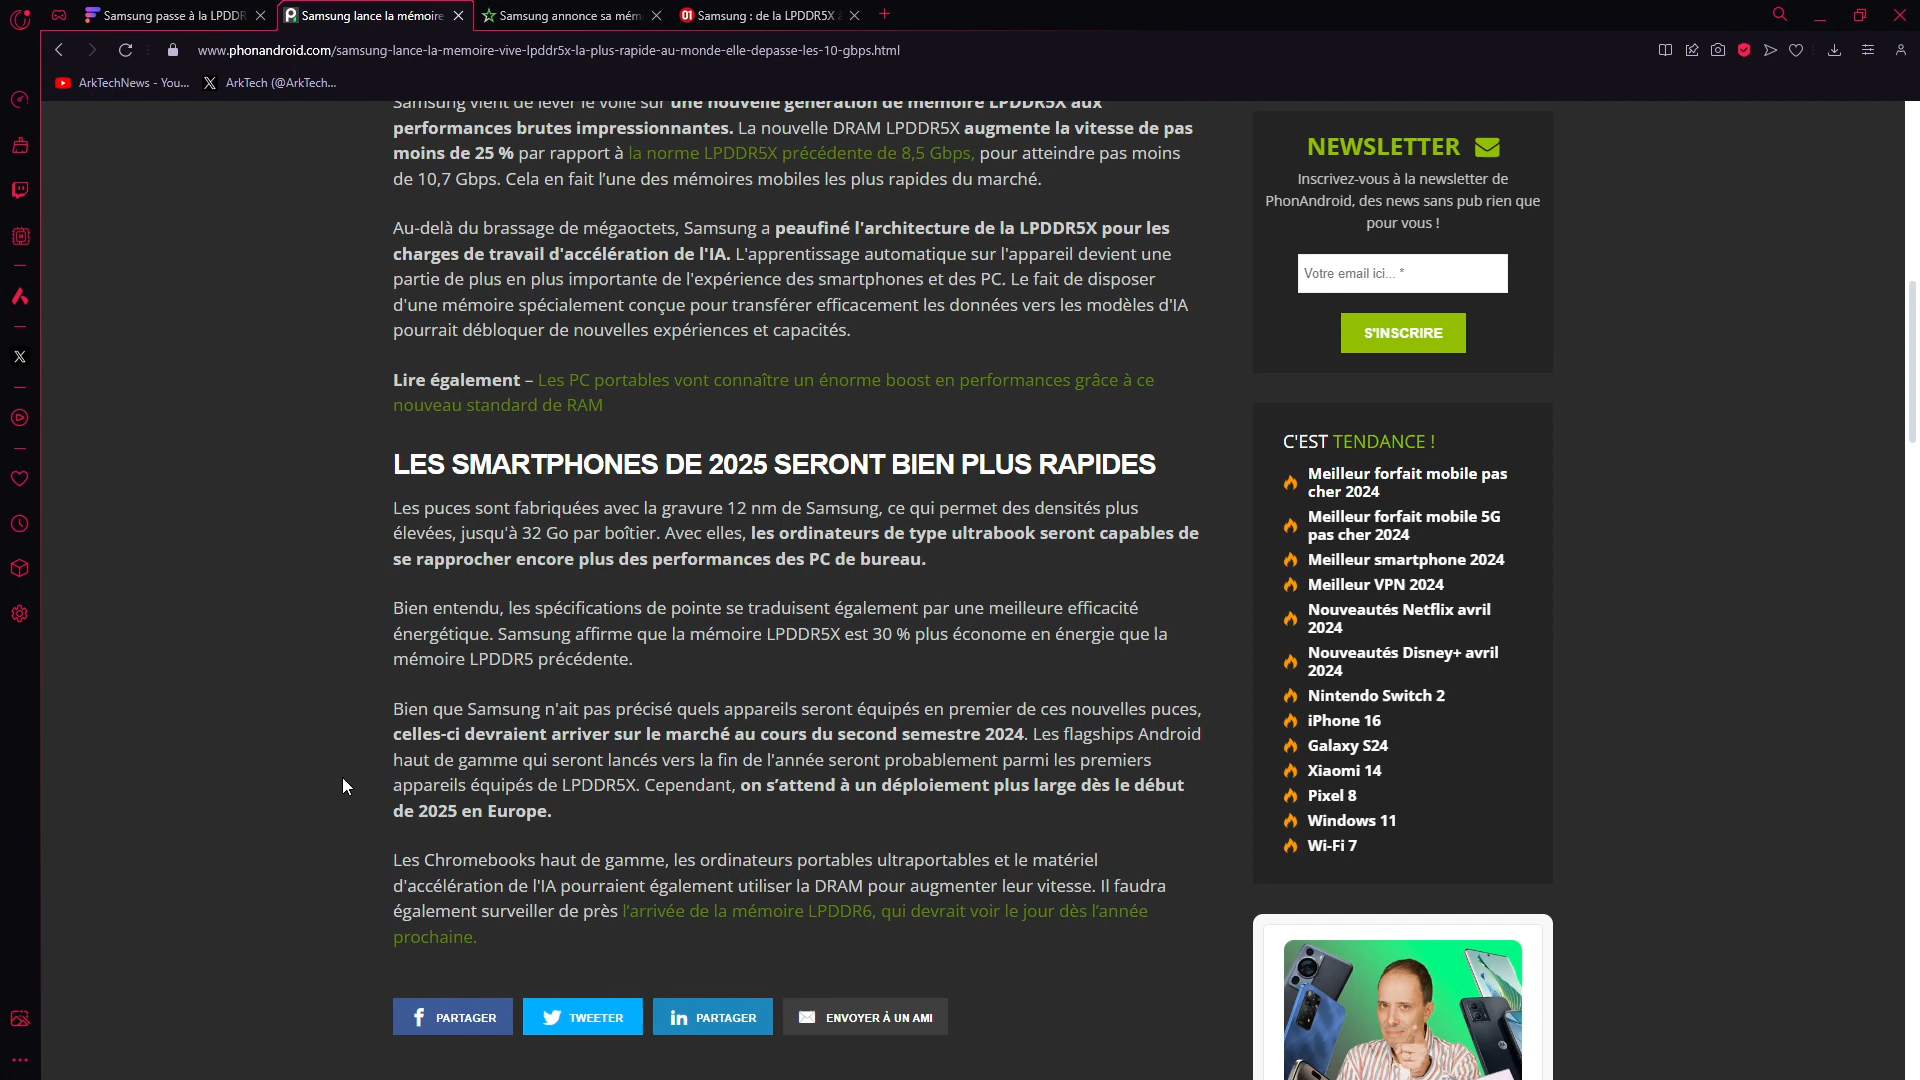 Samsung passe à la LPDDR
Samsung lance la mémoire
Samsung annonce sa mém
Samsung : de la LPDDR5X
www.phonandroid.com/samsung-lance-la-memoire-vive-lpddr5x-la-plus-rapide-au-monde-elle-depasse-les-10-gbps.html
ArkTechNews - You...
ArkTech (@ArkTech...
Samsung vient de lever le voile sur une nouvelle génération de mémoire LPDDR5X aux
performances brutes impressionnantes. La nouvelle DRAM LPDDR5X augmente la vitesse de pas
moins de 25 % par rapport à la norme LPDDR5X précédente de 8,5 Gbps, pour atteindre pas moins
de 10,7 Gbps. Cela en fait l’une des mémoires mobiles les plus rapides du marché.
Au-delà du brassage de mégaoctets, Samsung a peaufiné l'architecture de la LPDDR5X pour les
charges de travail d'accélération de l'IA. L'apprentissage automatique sur l'appareil devient une
partie de plus en plus importante de l'expérience des smartphones et des PC. Le fait de disposer
d'une mémoire spécialement conçue pour transférer efficacement les données vers les modèles d'IA
pourrait débloquer de nouvelles expériences et capacités.
Lire également – Les PC portables vont connaître un énorme boost en performances grâce à ce
nouveau standard de RAM
LES SMARTPHONES DE 2025 SERONT BIEN PLUS RAPIDES
Les puces sont fabriquées avec la gravure 12 nm de Samsung, ce qui permet des densités plus
élevées, jusqu'à 32 Go par boîtier. Avec elles, les ordinateurs de type ultrabook seront capables de
se rapprocher encore plus des performances des PC de bureau.
Bien entendu, les spécifications de pointe se traduisent également par une meilleure efficacité
énergétique. Samsung affirme que la mémoire LPDDR5X est 30 % plus économe en énergie que la
mémoire LPDDR5 précédente.
Bien que Samsung n'ait pas précisé quels appareils seront équipés en premier de ces nouvelles puces,
celles-ci devraient arriver sur le marché au cours du second semestre 2024. Les flagships Android
haut de gamme qui seront lancés vers la fin de l'année seront probablement parmi les premiers
appareils équipés de LPDDR5X. Cependant, on s’attend à un déploiement plus large dès le début
de 2025 en Europe.
Les Chromebooks haut de gamme, les ordinateurs portables ultraportables et le matériel
d'accélération de l'IA pourraient également utiliser la DRAM pour augmenter leur vitesse. Il faudra
également surveiller de près l’arrivée de la mémoire LPDDR6, qui devrait voir le jour dès l’année
prochaine.
PARTAGER
TWEETER
PARTAGER
ENVOYER À UN AMI
NEWSLETTER
Inscrivez-vous à la newsletter de
PhonAndroid, des news sans pub rien que
pour vous !
Votre email ici... *
S'INSCRIRE
C'EST TENDANCE !
Meilleur forfait mobile pas
cher 2024
Meilleur forfait mobile 5G
pas cher 2024
Meilleur smartphone 2024
Meilleur VPN 2024
Nouveautés Netflix avril
2024
Nouveautés Disney+ avril
2024
Nintendo Switch 2
iPhone 16
Galaxy S24
Xiaomi 14
Pixel 8
Windows 11
Wi-Fi 7